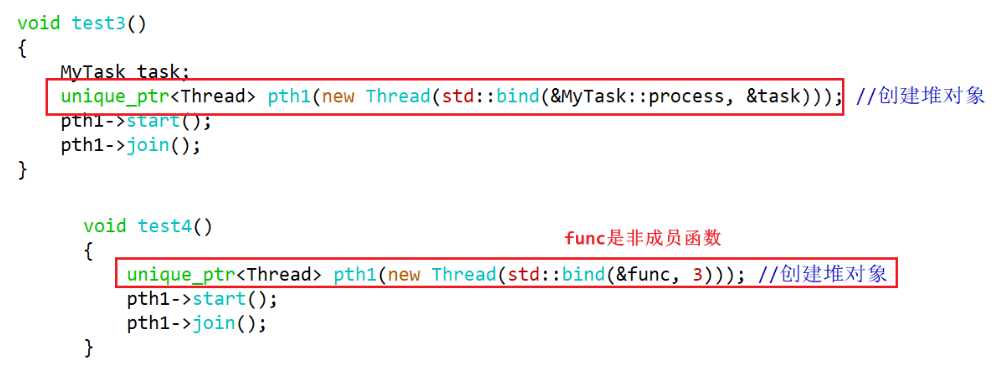 void test3()
{
    MyTask task;
    unique_ptr<Thread> pth1(new Thread(std::bind(&MyTask::process, &task))); //创建堆对象
    pth1->start();
    pth1->join();
}
void test4()
func是非成员函数
{
    unique_ptr<Thread> pth1(new Thread(std::bind(&func, 3))); //创建堆对象
    pth1->start();
    pth1->join();
}